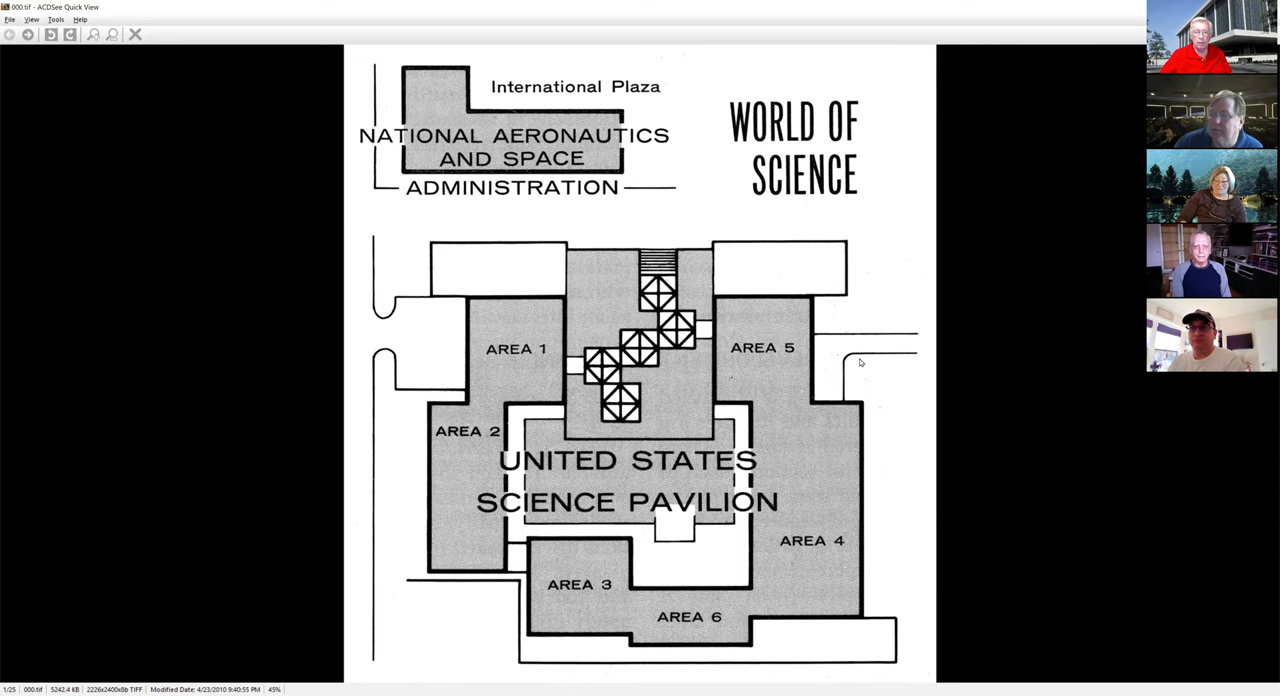 000.tif - ACDSee Quick View
File View Tools Help
International Plaza
NATIONAL AERONAUTICS
AND SPACE
ADMINISTRATION
WORLD OF
SCIENCE
AREA 1
AREA 5
AREA 2
UNITED STATES
SCIENCE PAVILION
AREA 4
AREA 3
AREA 6
1/25 000.tif 5242.4 KB 2226x2400x8b TIFF Modified Date: 4/23/2010 9:40:55 PM 45%